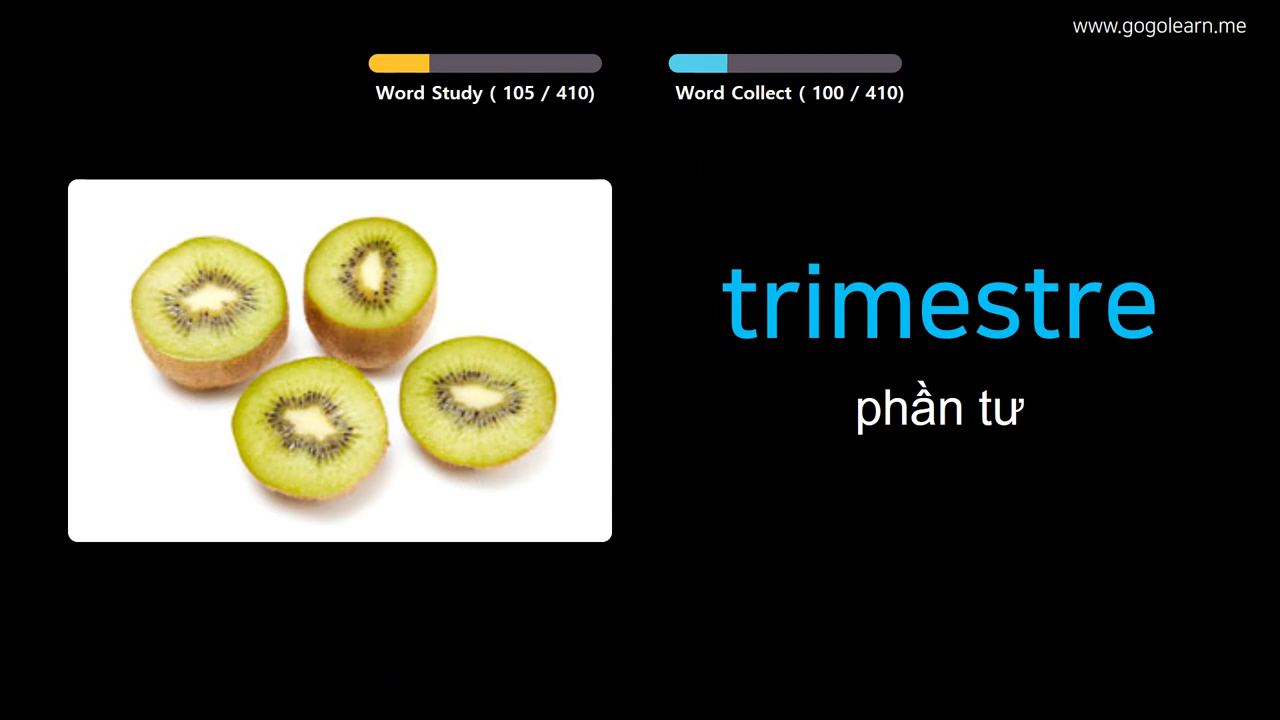 www.gogolearn.me
Word Study ( 105 / 410)
Word Collect ( 100 / 410)
trimestre
phần tư